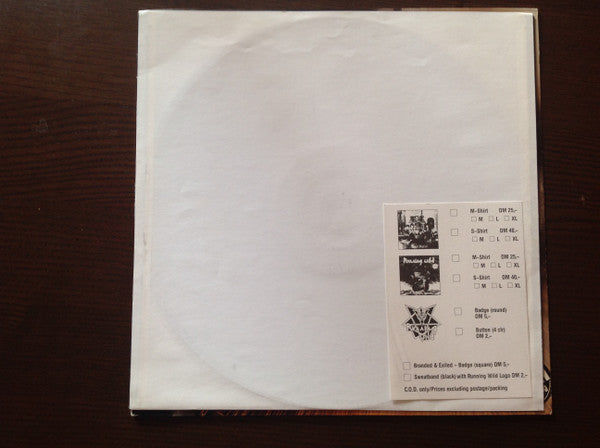 M-Shirt DM 25,-
M L XL
S-Shirt DM 40,-
M L XL
Running Wild
M-Shirt DM 25,-
M L XL
S-Shirt DM 40,-
M L XL
Badge (round)
DM 5,-
Button (4 clr)
DM 2,-
Branded & Exiled - Badge (square) DM 5,-
Sweatband (black) with Running Wild Logo DM 2,-
C.O.D. only/Prices excluding postage/packing